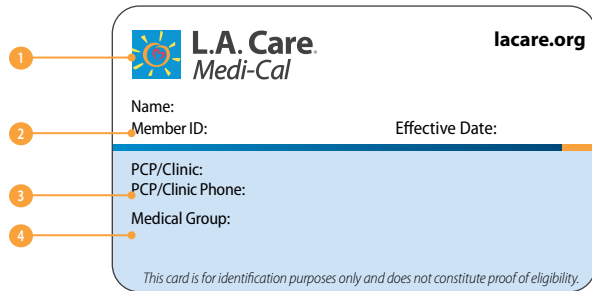 L.A. Care®
lacare.org
Medi-Cal
1
Name:
2
Member ID:
Effective Date:
PCP/Clinic:
3
PCP/Clinic Phone:
Medical Group:
4
This card is for identification purposes only and does not constitute proof of eligibility.